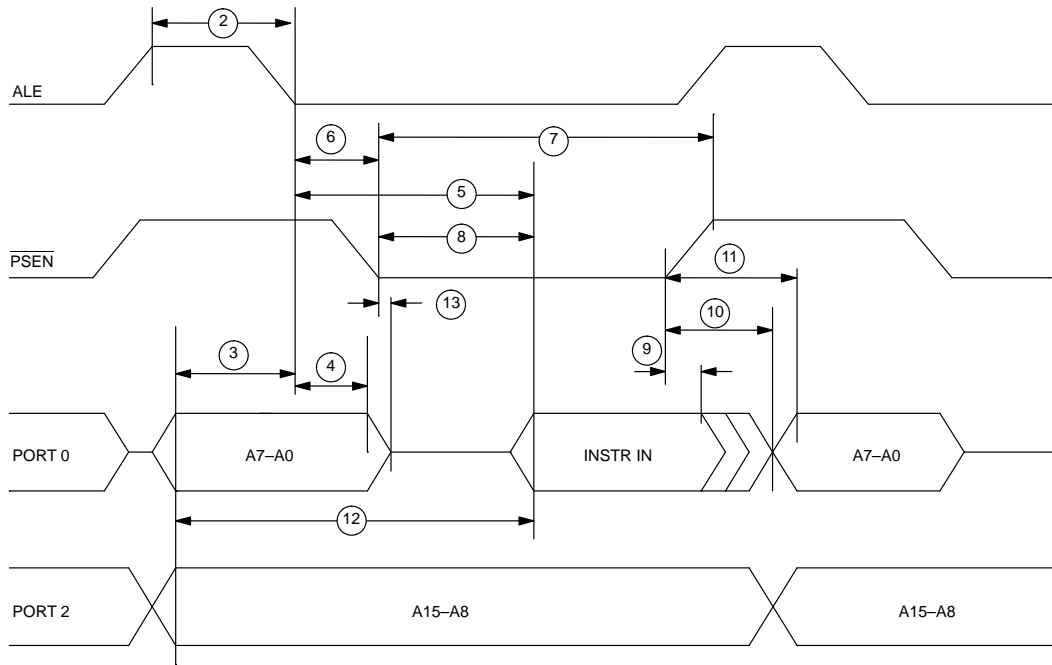 2
ALE
6
7
5
8
PSEN
11
13
10
3
4
9
PORT 0
A7–A0
INSTR IN
A7–A0
12
PORT 2
A15–A8
A15–A8